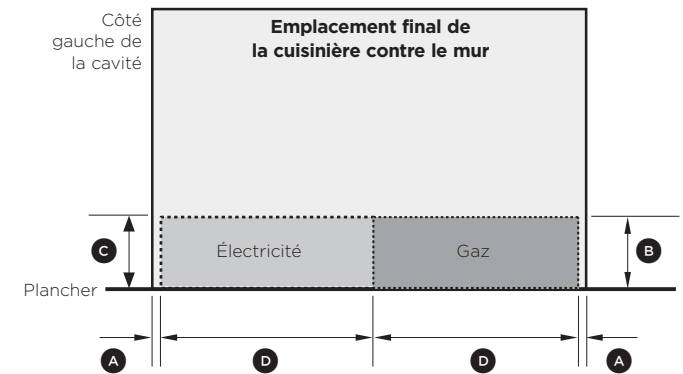 Côté
gauche de
la cavité
Emplacement final de
la cuisinière contre le mur
C
Électricité
Gaz
B
Plancher
A
D
D
A